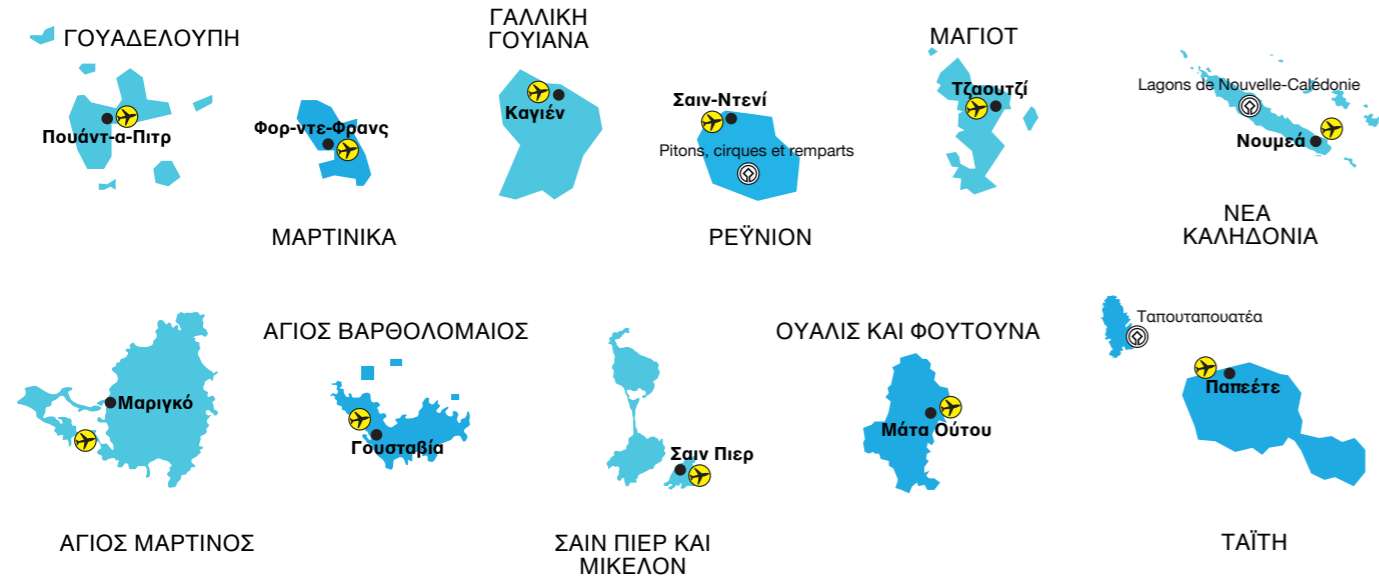 ΓΟΥΑΔΕΛΟΥΠΗ
Πουάντ-α-Πιτρ
Φορ-ντε-Φρανς
ΜΑΡΤΙΝΙΚΑ
ΓΑΛΛΙΚΗ
ΓΟΥΙΑΝΑ
Καγιέν
Σαιν-Ντενί
Pitons, cirques et remparts
ΡΕΫΝΙΟΝ
ΜΑΓΙΟΤ
Τζαουτζί
Lagons de Nouvelle-Calédonie
Νουμεά
ΝΕΑ
ΚΑΛΗΔΟΝΙΑ
Μαριγκό
ΑΓΙΟΣ ΜΑΡΤΙΝΟΣ
ΑΓΙΟΣ ΒΑΡΘΟΛΟΜΑΙΟΣ
Γουσταβία
Σαιν Πιερ
ΣΑΙΝ ΠΙΕΡ ΚΑΙ
ΜΙΚΕΛΟΝ
ΟΥΑΛΙΣ ΚΑΙ ΦΟΥΤΟΥΝΑ
Μάτα Ούτου
Ταπουταπουατέα
Παπεέτε
ΤΑΪΤΗ